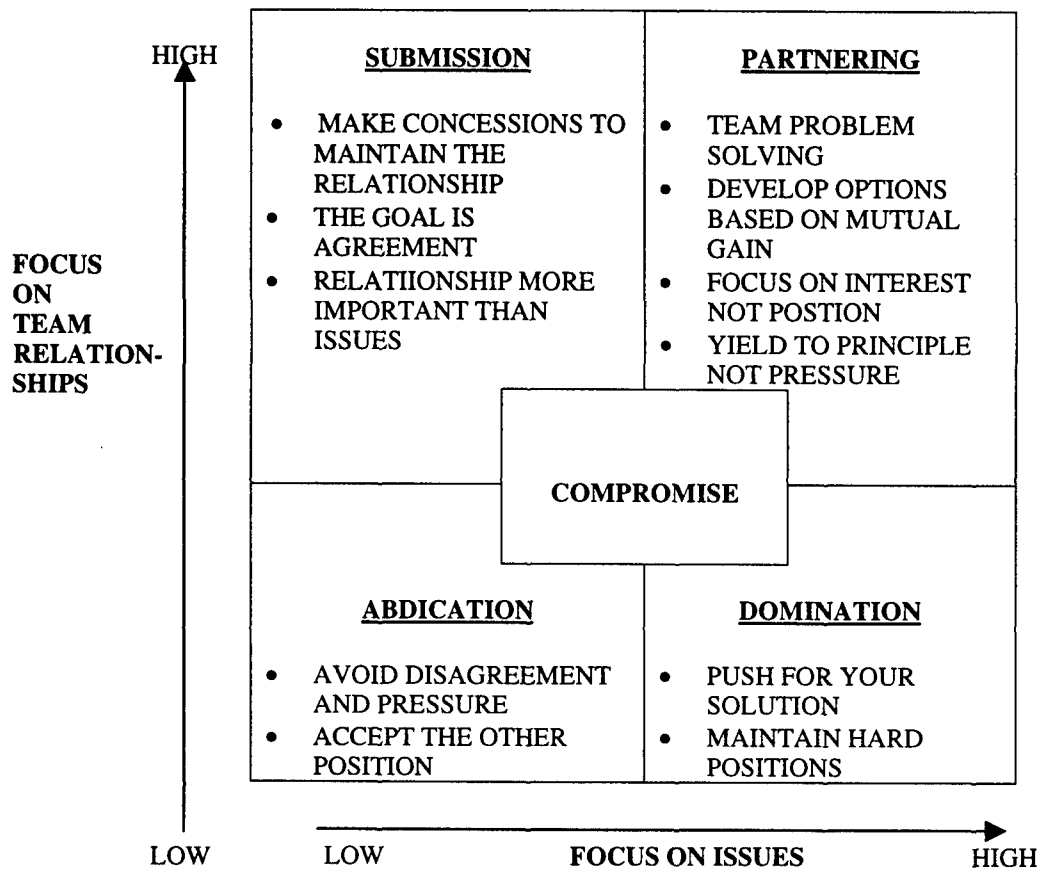 HIGH
SUBMISSION
• MAKE CONCESSIONS TO
MAINTAIN THE
RELATIONSHIP
• THE GOAL IS
AGREEMENT
• RELATIIONSHIP MORE
IMPORTANT THAN
ISSUES
PARTNERING
• TEAM PROBLEM
SOLVING
• DEVELOP OPTIONS
BASED ON MUTUAL
GAIN
• FOCUS ON INTEREST
NOT POSTION
• YIELD TO PRINCIPLE
NOT PRESSURE
FOCUS
ON
TEAM
RELATION-
SHIPS
COMPROMISE
ABDICATION
• AVOID DISAGREEMENT
AND PRESSURE
• ACCEPT THE OTHER
POSITION
DOMINATION
• PUSH FOR YOUR
SOLUTION
• MAINTAIN HARD
POSITIONS
LOW
LOW
FOCUS ON ISSUES
HIGH